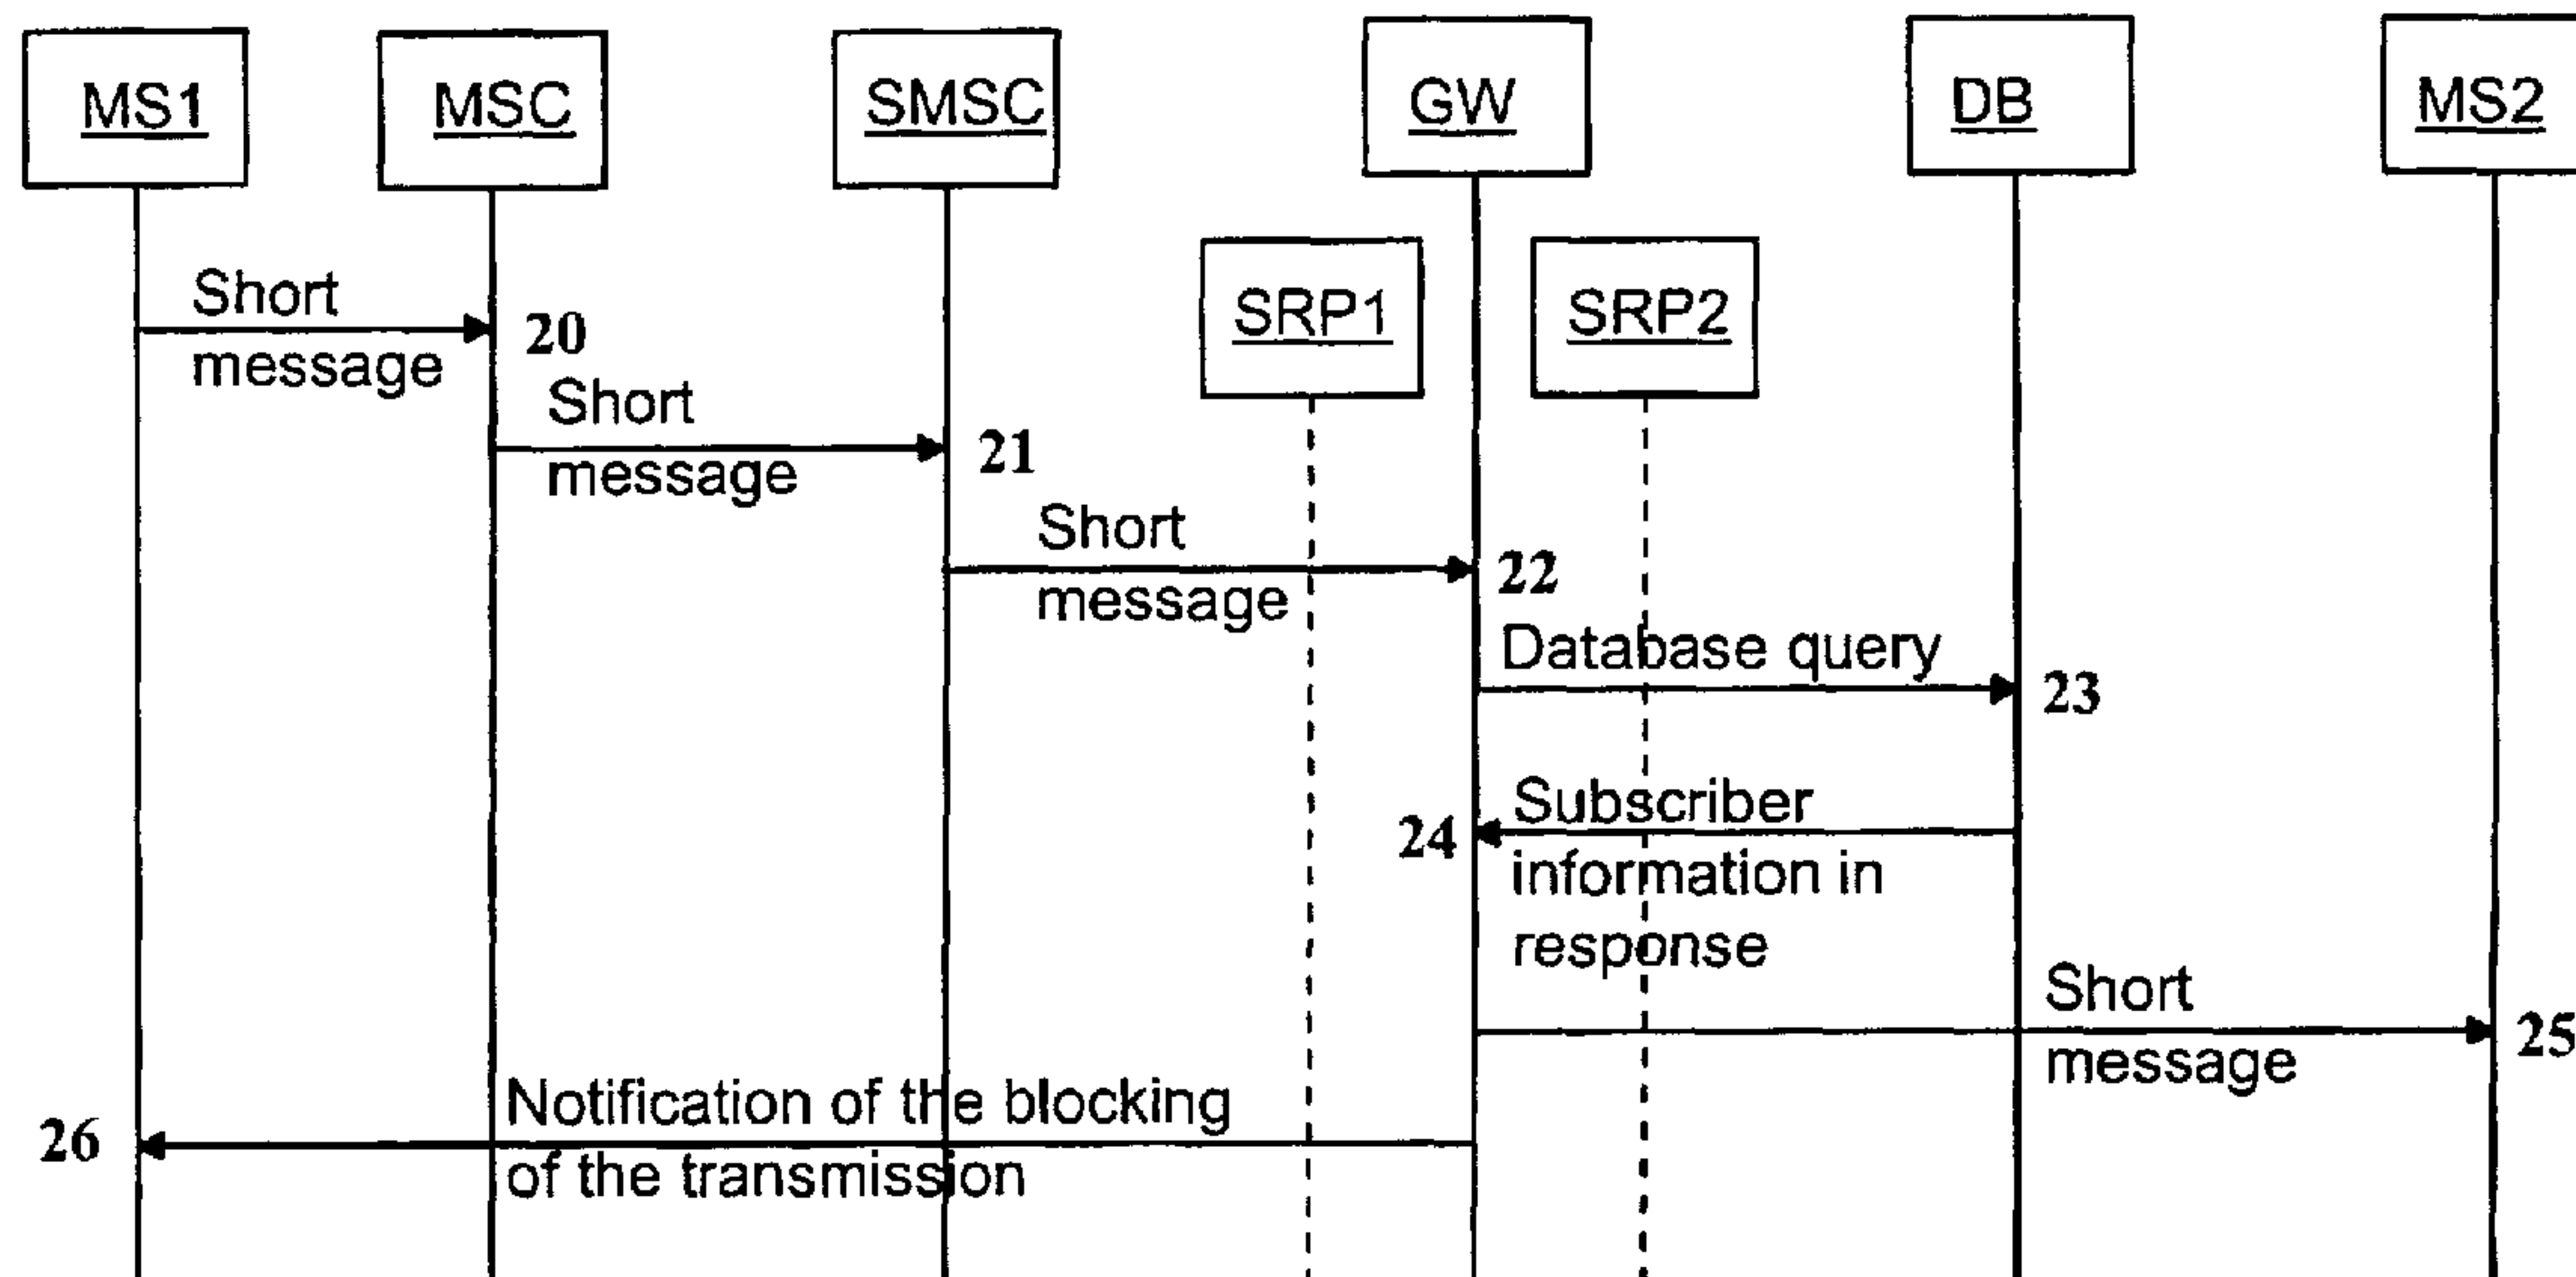 MS1
MSC
SMSC
GW
DB
MS2
SRP1
SRP2
Short
message
20
Short
message
21
Short
message
22
Database query
23
Subscriber
information in
response
24
Short
message
25
Notification of the blocking
of the transmission
26